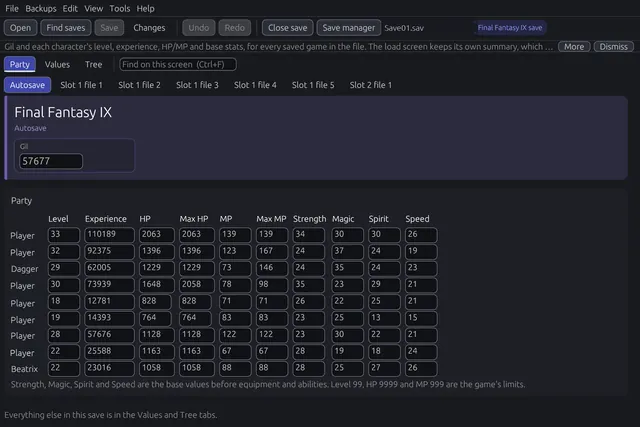 File Backups Edit View Tools Help
Open Find saves Save Changes Undo Redo Close save Save manager Save01.sav Final Fantasy IX save
Gil and each character's level, experience, HP/MP and base stats, for every saved game in the file. The load screen keeps its own summary, which ... More Dismiss
Party Values Tree Find on this screen (Ctrl+F)
Autosave Slot 1 file 1 Slot 1 file 2 Slot 1 file 3 Slot 1 file 4 Slot 1 file 5 Slot 2 file 1
Final Fantasy IX
Autosave
Gil
57677
Party
Level Experience HP Max HP MP Max MP Strength Magic Spirit Speed
Player 33 110189 2063 2063 139 139 34 30 30 26
Player 32 92375 1396 1396 123 167 24 37 24 19
Dagger 29 62005 1229 1229 73 146 24 35 24 23
Player 30 73939 1648 2058 78 98 35 23 29 21
Player 18 12781 828 828 71 71 26 22 25 21
Player 19 14393 764 764 83 83 23 25 13 15
Player 28 57676 1128 1128 122 122 23 30 22 21
Player 22 25588 1163 1163 67 67 28 19 18 24
Beatrix 22 23016 1058 1058 88 88 28 25 27 26
Strength, Magic, Spirit and Speed are the base values before equipment and abilities. Level 99, HP 9999 and MP 999 are the game's limits.
Everything else in this save is in the Values and Tree tabs.